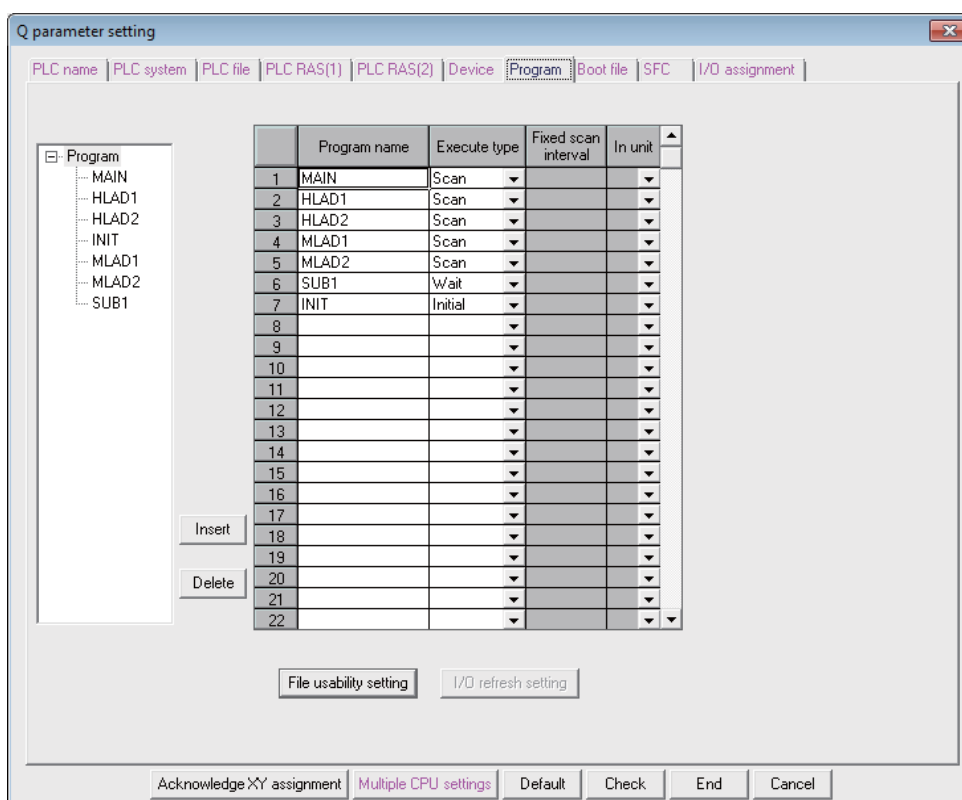 Q parameter setting
PLC name PLC system PLC file PLC RAS(1) PLC RAS(2) Device Program Boot file SFC I/O assignment
Program
MAIN
HLAD1
HLAD2
INIT
MLAD1
MLAD2
SUB1
Insert
Delete
Program name Execute type Fixed scan interval In unit
1 MAIN Scan
2 HLAD1 Scan
3 HLAD2 Scan
4 MLAD1 Scan
5 MLAD2 Scan
6 SUB1 Wait
7 INIT Initial
8
9
10
11
12
13
14
15
16
17
18
19
20
21
22
File usability setting I/O refresh setting
Acknowledge XY assignment Multiple CPU settings Default Check End Cancel